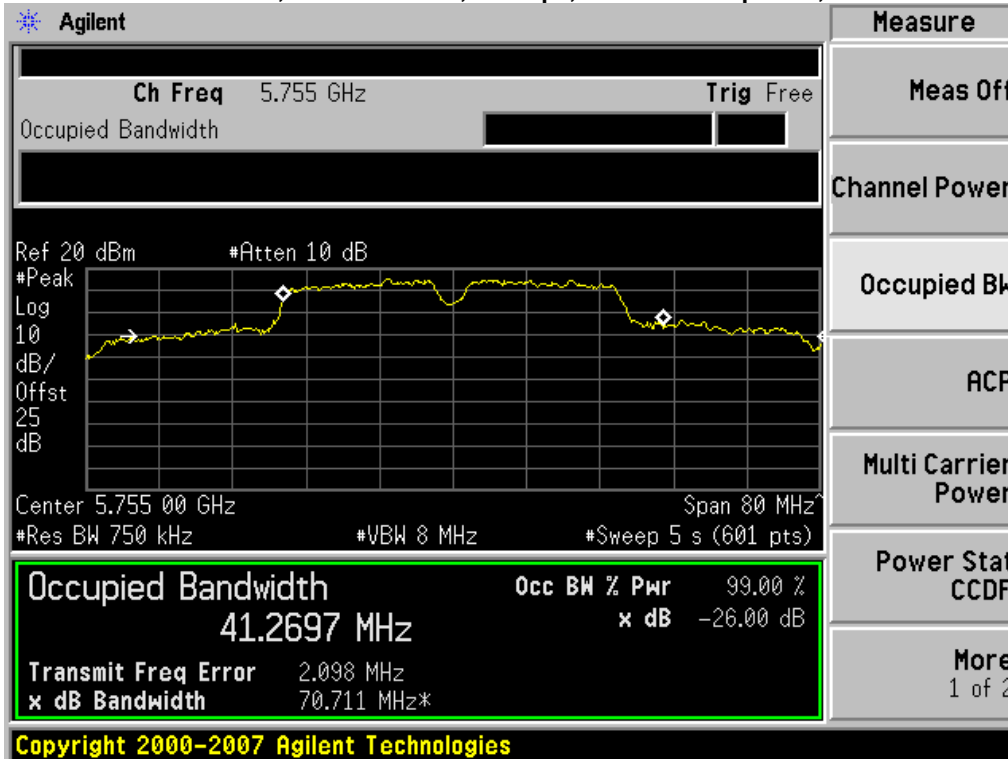 Agilent
Measure
Ch Freq 5.755 GHz Trig Free
Occupied Bandwidth
Meas Off
Channel Power
Occupied BW
ACP
Multi Carrier
Power
Power Stat
CCDF
More
1 of 2
Ref 20 dBm #Atten 10 dB
#Peak
Log
10
dB/
Offst
25
dB
Center 5.755 00 GHz Span 80 MHz^
#Res BW 750 kHz #VBW 8 MHz #Sweep 5 s (601 pts)
Occupied Bandwidth
41.2697 MHz
Occ BW % Pwr 99.00 %
x dB -26.00 dB
Transmit Freq Error 2.098 MHz
x dB Bandwidth 70.711 MHz*
Copyright 2000-2007 Agilent Technologies